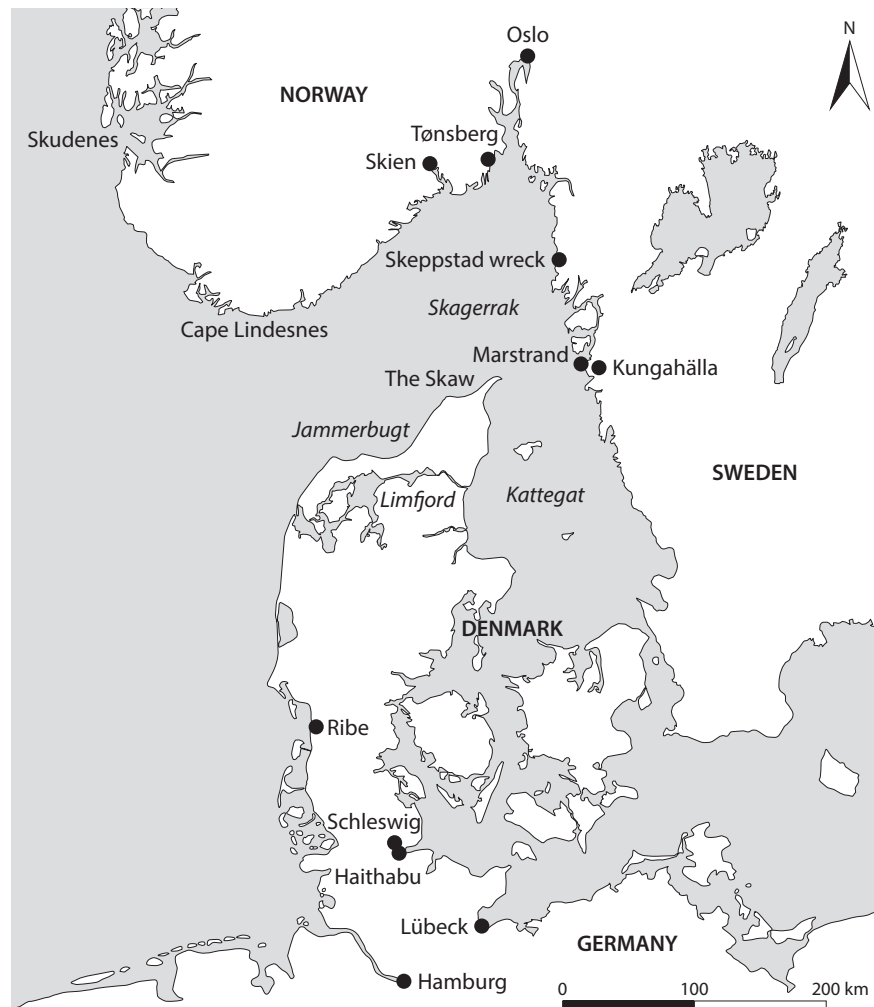 Oslo
N
NORWAY
Tønsberg
Skudenes
Skien
Skeppstad wreck
Skagerrak
Cape Lindesnes
Marstrand
Kungahälla
The Skaw
Jammerbugt
SWEDEN
Limfjord
Kattegat
DENMARK
Ribe
Schleswig
Haithabu
Lübeck
GERMANY
Hamburg
0 100 200 km